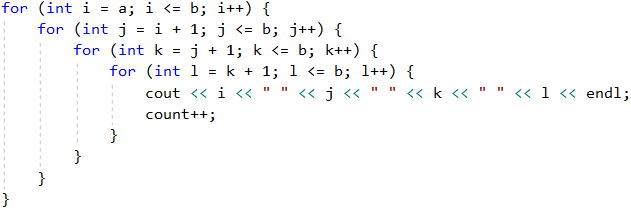 for (int i = a; i <= b; i++) {
    for (int j = i + 1; j <= b; j++) {
        for (int k = j + 1; k <= b; k++) {
            for (int l = k + 1; l <= b; l++) {
                cout << i << " " << j << " " << k << " " << l << endl;
                count++;
            }
        }
    }
}